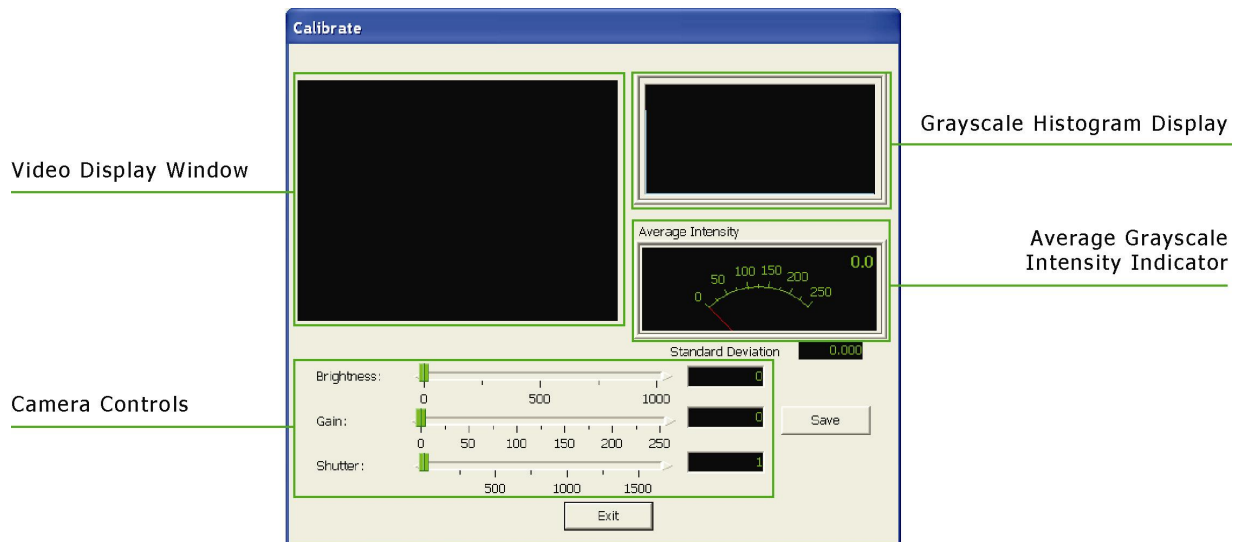 Calibrate
Video Display Window
Grayscale Histogram Display
Average Intensity
0.0
0 50 100 150 200 250
Average Grayscale
Intensity Indicator
Standard Deviation 0.000
Camera Controls
Brightness: 0
0 500 1000
Gain: 0
0 50 100 150 200 250
Save
Shutter: 1
500 1000 1500
Exit